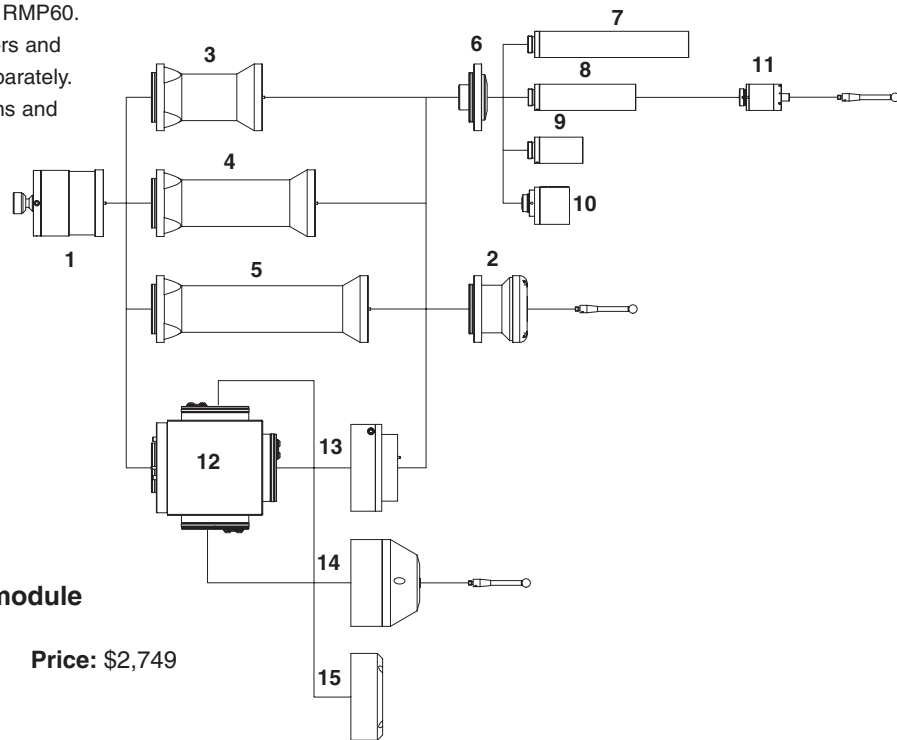 RMP60.
rs and
parately.
ns and
7
3
6
8
11
9
4
10
1
5
2
12
13
14
module
Price: $2,749
15